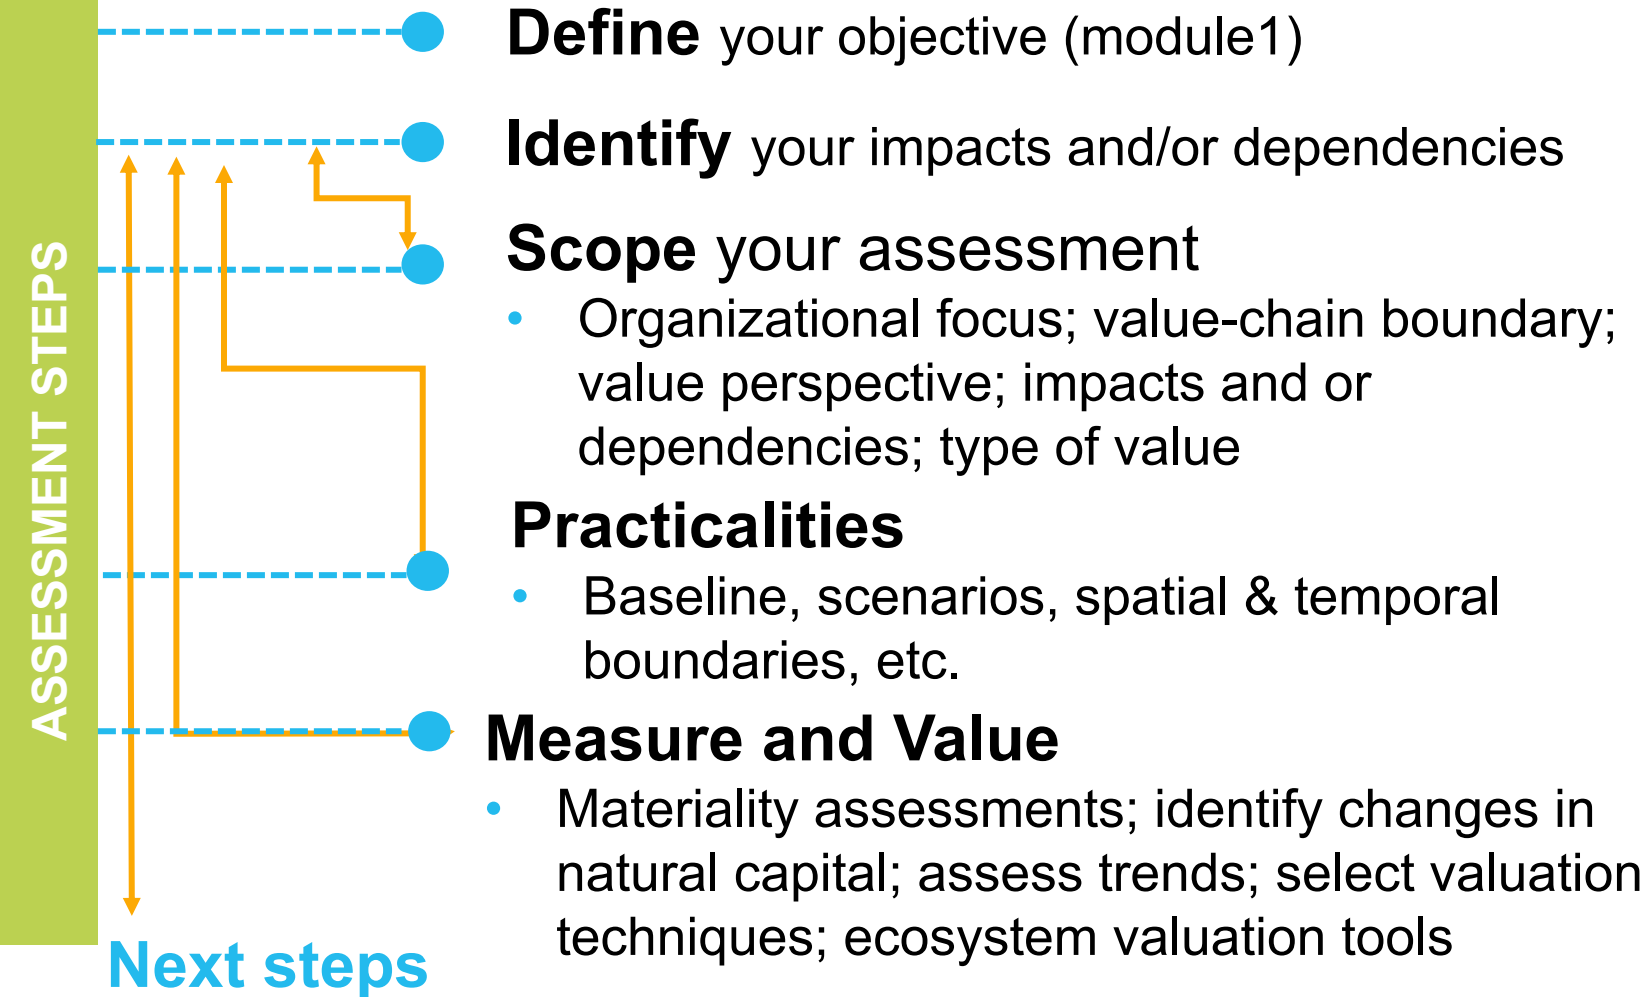 ASSESSMENT STEPS
Define your objective (module1)
Identify your impacts and/or dependencies
Scope your assessment
• Organizational focus; value-chain boundary;
value perspective; impacts and or
dependencies; type of value
Practicalities
• Baseline, scenarios, spatial & temporal
boundaries, etc.
Measure and Value
• Materiality assessments; identify changes in
natural capital; assess trends; select valuation
techniques; ecosystem valuation tools
Next steps